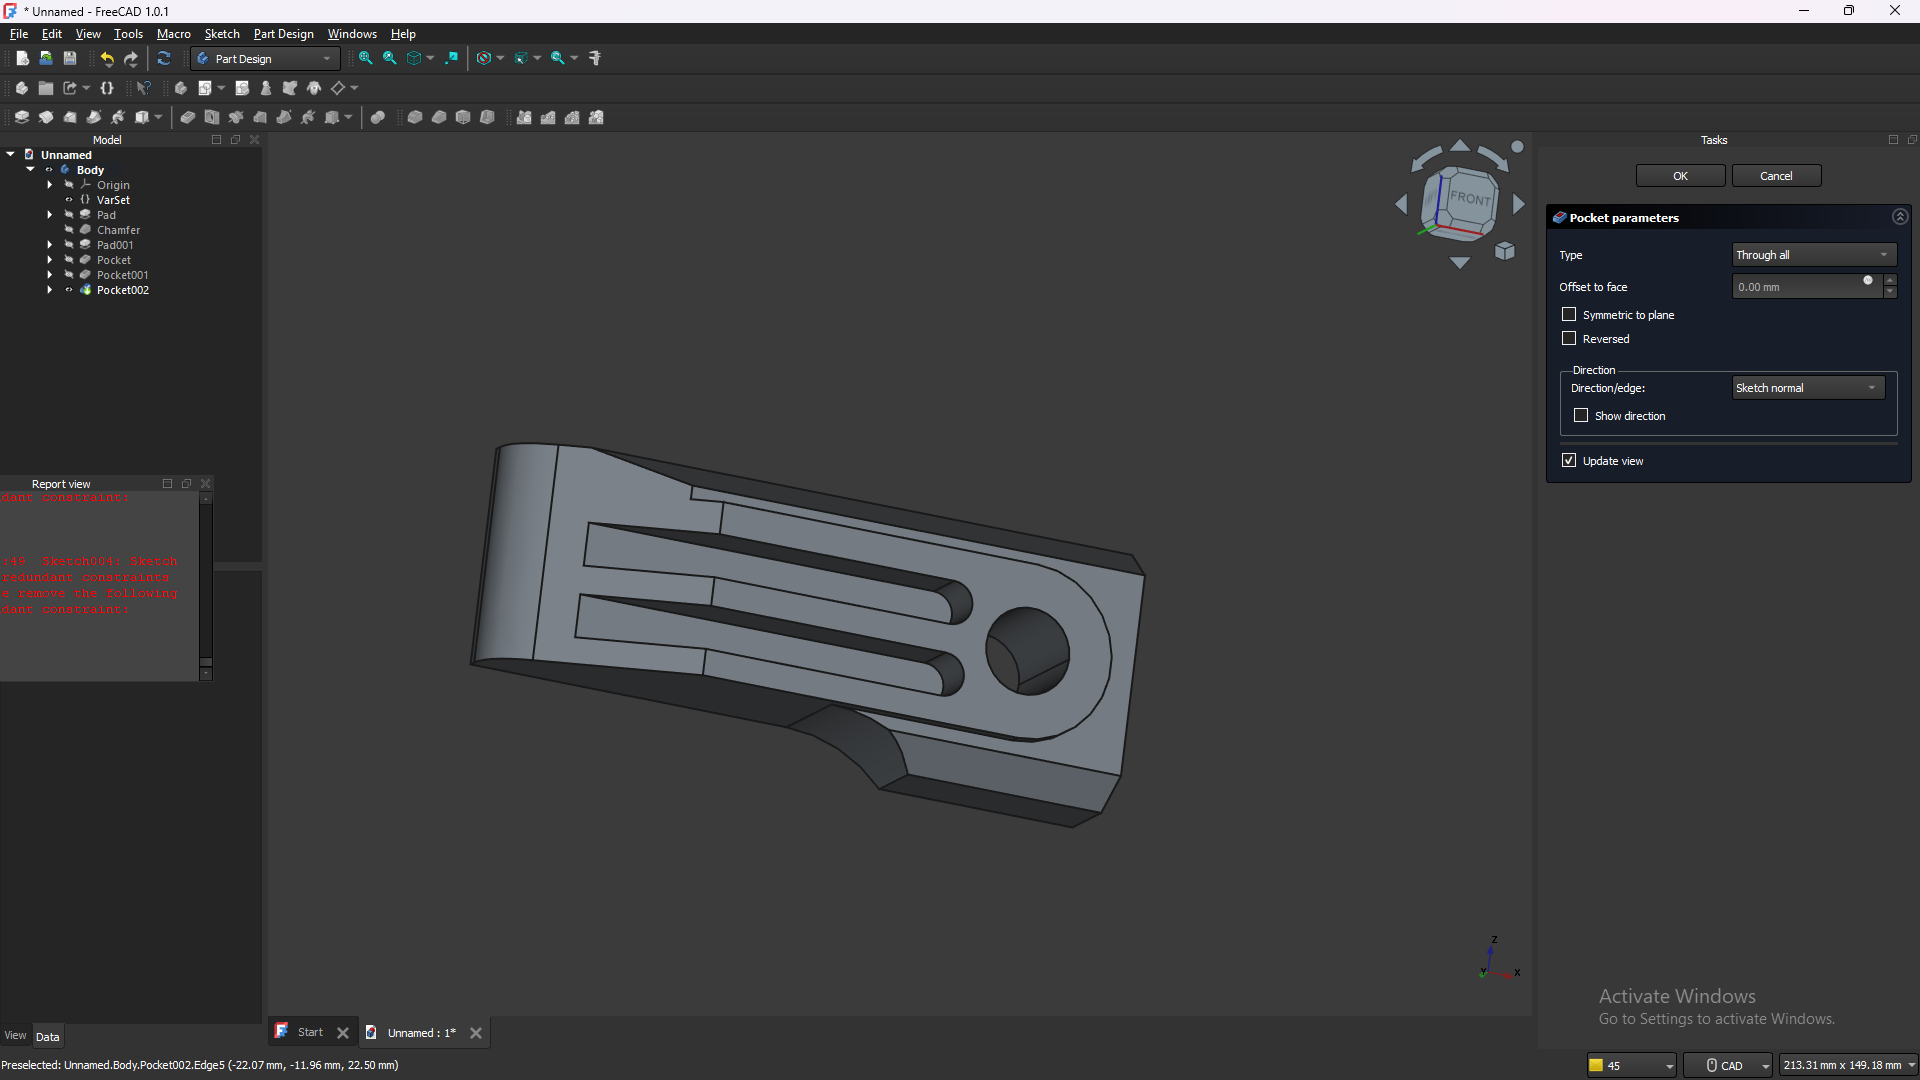 * Unnamed - FreeCAD 1.0.1
File Edit View Tools Macro Sketch Part Design Windows Help
Part Design
Model
Unnamed
Body
Origin
VarSet
Pad
Chamfer
Pad001
Pocket
Pocket001
Pocket002
Report view
dant constraint:
:49 Sketch004: Sketch
redundant constraints
e remove the following
dant constraint:
View Data
FRONT
Z
Y X
Start
Unnamed : 1*
Tasks
OK Cancel
Pocket parameters
Type Through all
Offset to face 0.00 mm
Symmetric to plane
Reversed
Direction
Direction/edge: Sketch normal
Show direction
Update view
Activate Windows
Go to Settings to activate Windows.
Preselected: Unnamed.Body.Pocket002.Edge5 (-22.07 mm, -11.96 mm, 22.50 mm)
45 CAD 213.31 mm x 149.18 mm